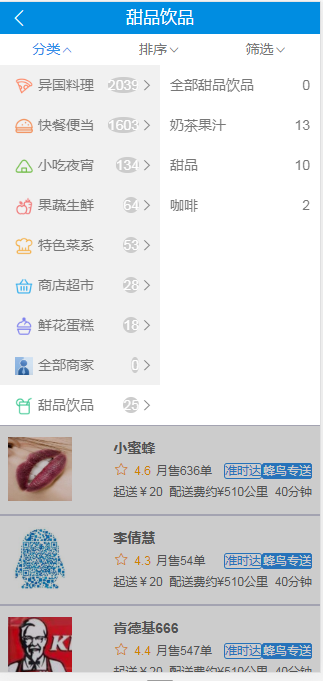 甜品饮品
分类 排序 筛选
异国料理 2039
快餐便当 1603
小吃夜宵 134
果蔬生鲜 64
特色菜系 53
商店超市 28
鲜花蛋糕 18
全部商家 0
甜品饮品 25
全部甜品饮品 0
奶茶果汁 13
甜品 10
咖啡 2
小蜜蜂
4.6 月售636单 准时达 蜂鸟专送
起送￥20 配送费约¥510公里 40分钟
李倩慧
4.3 月售54单 准时达 蜂鸟专送
起送￥20 配送费约¥510公里 40分钟
肯德基666
KF
4.4 月售547单 准时达 蜂鸟专送
起送￥20 配送费约¥510公里 40分钟